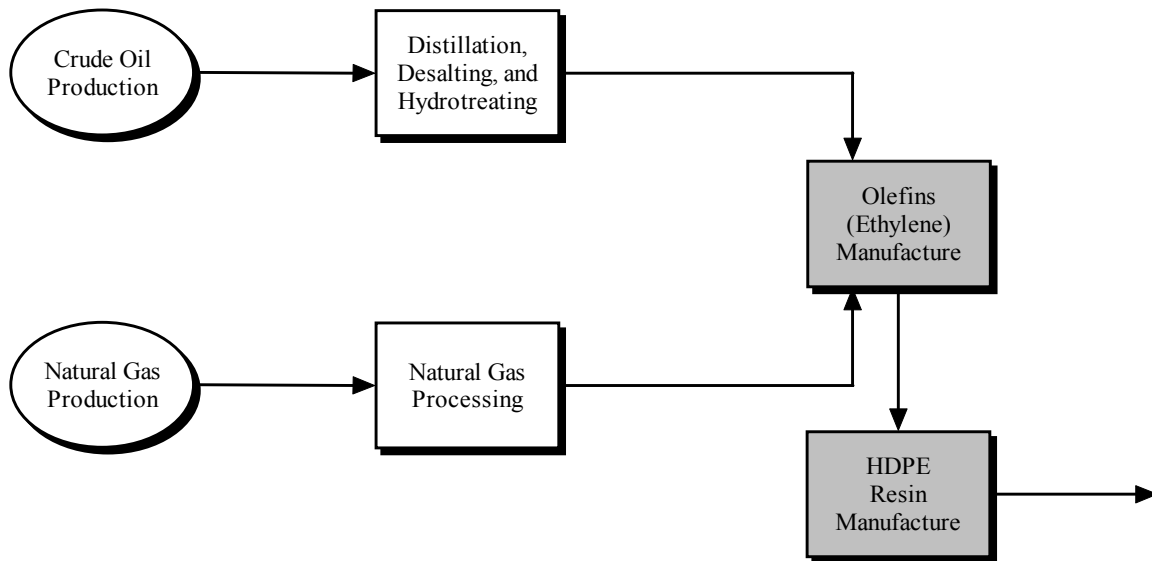 Crude Oil
Production
Distillation,
Desalting, and
Hydrotreating
Olefins
(Ethylene)
Manufacture
Natural Gas
Production
Natural Gas
Processing
HDPE
Resin
Manufacture